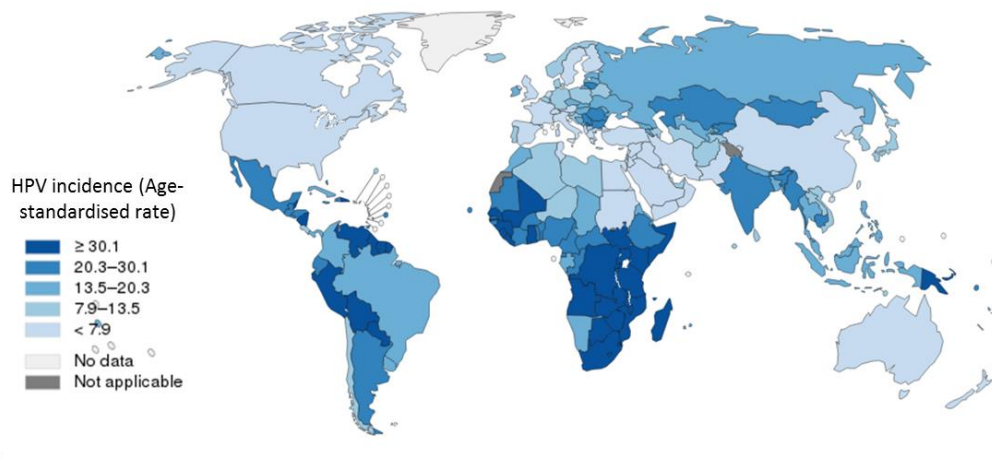 HPV incidence (Age-
standardised rate)
≥ 30.1
20.3–30.1
13.5–20.3
7.9–13.5
< 7.9
No data
Not applicable